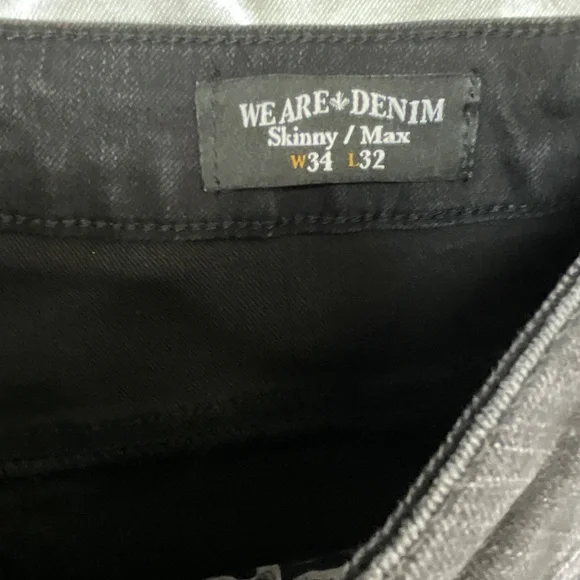 WE ARE DENIM
Skinny / Max
W34 L32